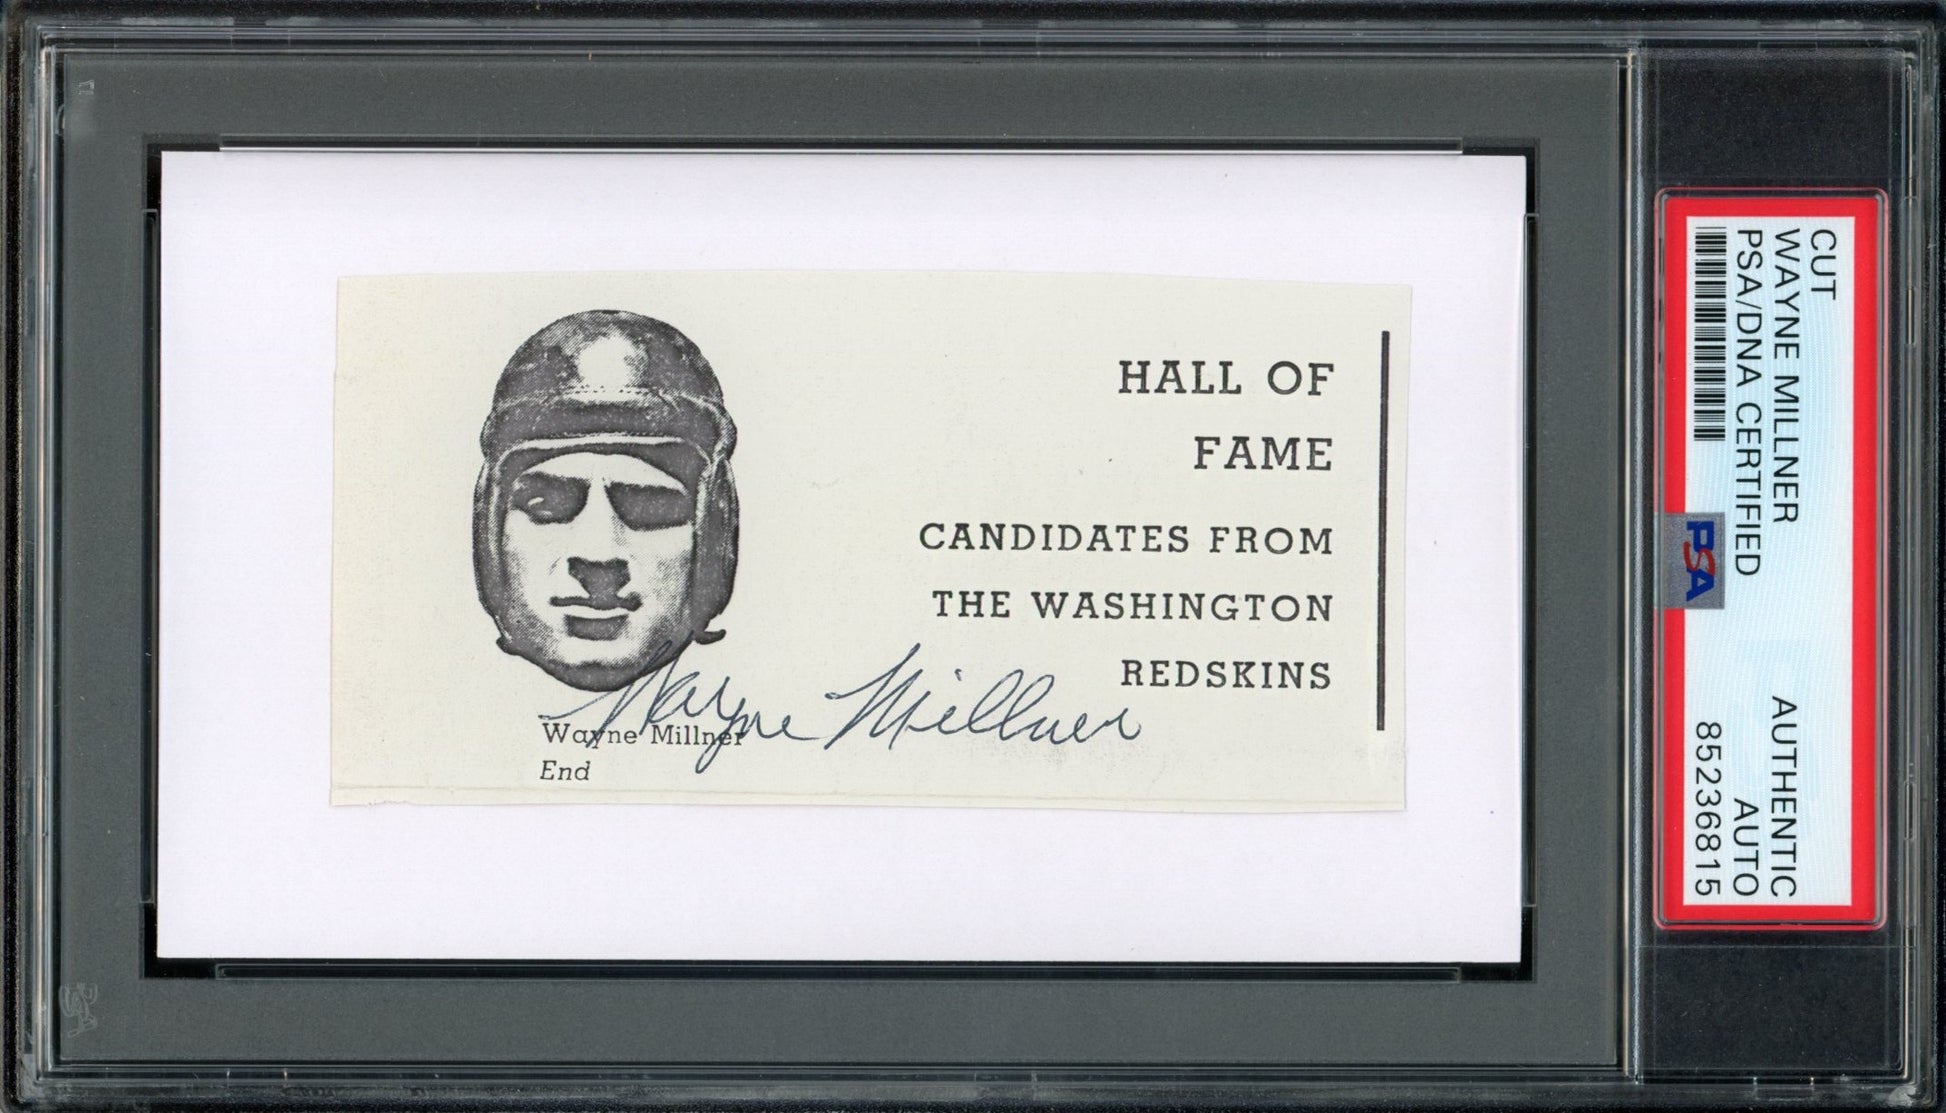 HALL OF
FAME
CANDIDATES FROM
THE WASHINGTON
REDSKINS
Wayne Millner
Wayne Millner
End
CUT
WAYNE MILLNER
PSA/DNA CERTIFIED
PSA
AUTHENTIC
AUTO
85236815